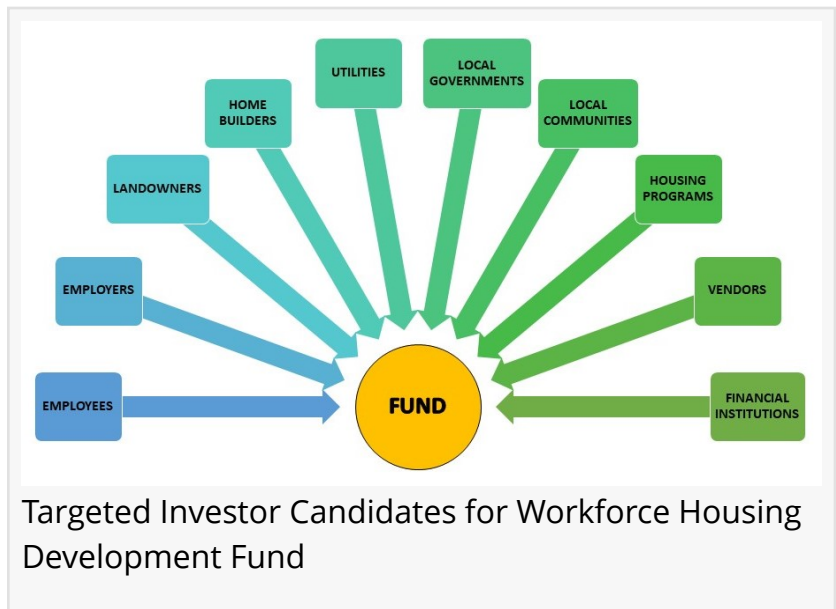 UTILITIES
LOCAL
GOVERNMENTS
HOME
BUILDERS
LOCAL
COMMUNITIES
LANDOWNERS
HOUSING
PROGRAMS
EMPLOYERS
VENDORS
EMPLOYEES
FUND
FINANCIAL
INSTITUTIONS
Targeted Investor Candidates for Workforce Housing
Development Fund